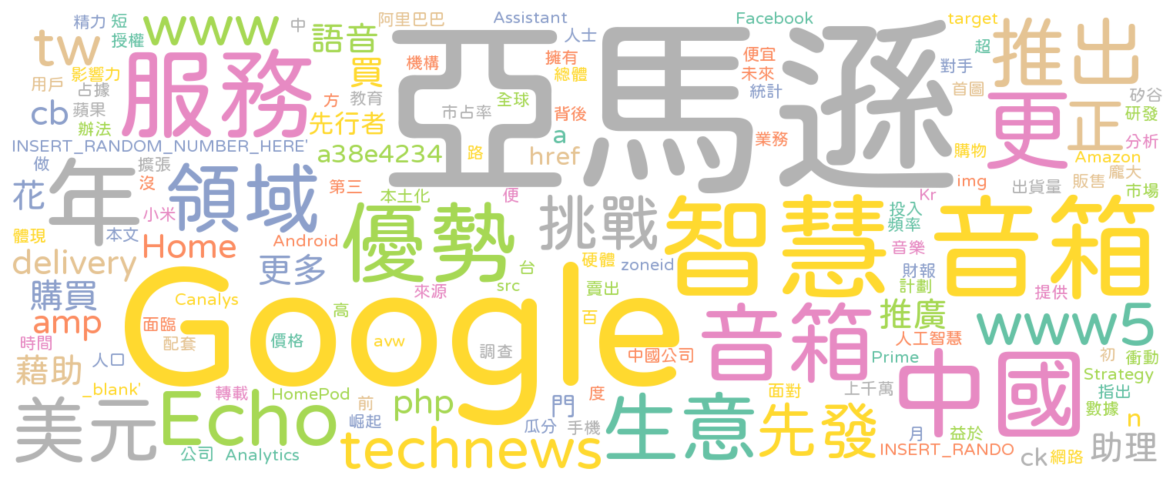 精力 短 中 阿里巴巴 Assistant 人士 Facebook target 超
授權 tw www 語音 亞馬遜 推出
用戶 影響力 服務 買 機構 擁有 總體 便宜 未來 統計 對手 首圖 矽谷
占據 蘋果 方 教育 市占率 全球 背後 更 正 研發
cb 辦法 先行者 a 業務 分析
INSERT_RANDOM_NUMBER_HERE' a38e4234 路 href 購物 Amazon 龐大
做 擴張 沒 第三 本土化 便 Kr img 出貨量 販售 市場
花 年 領域 優勢 挑戰 智慧音箱
小米 投入 頻率
體現 本文 Home Android 台 硬體 zoneid 音樂
delivery 更多 src 賣出 財報 計劃 提供
購買 Canalys 來源 Google 百 音箱 推廣 www5
amp 面臨 高 人工智慧
時間 配套 價格 avw 調查 中國公司 Prime 初 衝動
人口 藉助 中國 Strategy
_blank' 轉載 HomePod 前 php 門 度 面對 上千萬 指出
美元 Echo 崛起 瓜分 手機 生意 先發 數據 n
technews 月 益於 助理
公司 Analytics INSERT_RANDO ck 網路